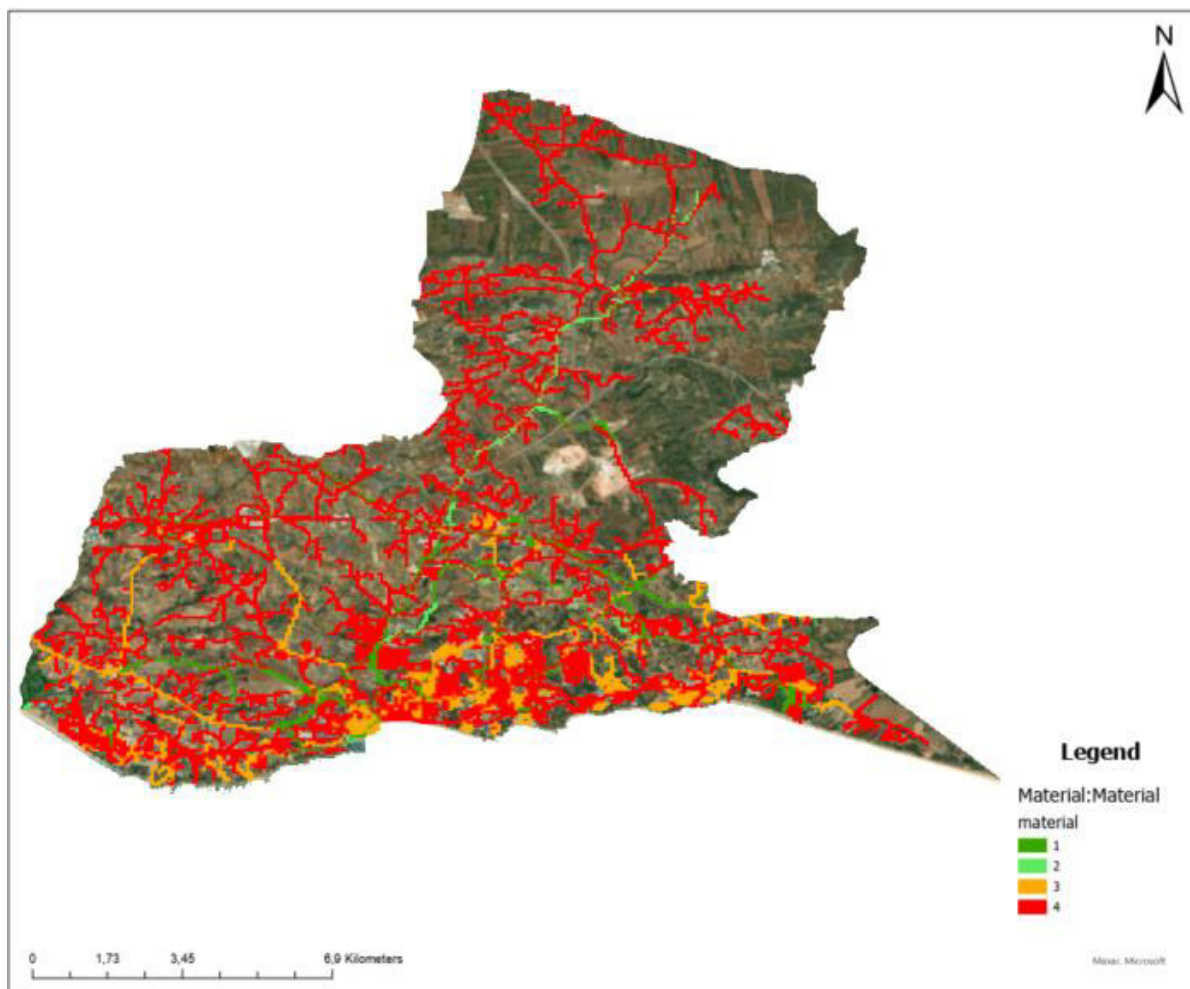 N
Legend
Material:Material
material
1
2
3
4
0 1,73 3,45 6,9 Kilometers
Maxar, Microsoft